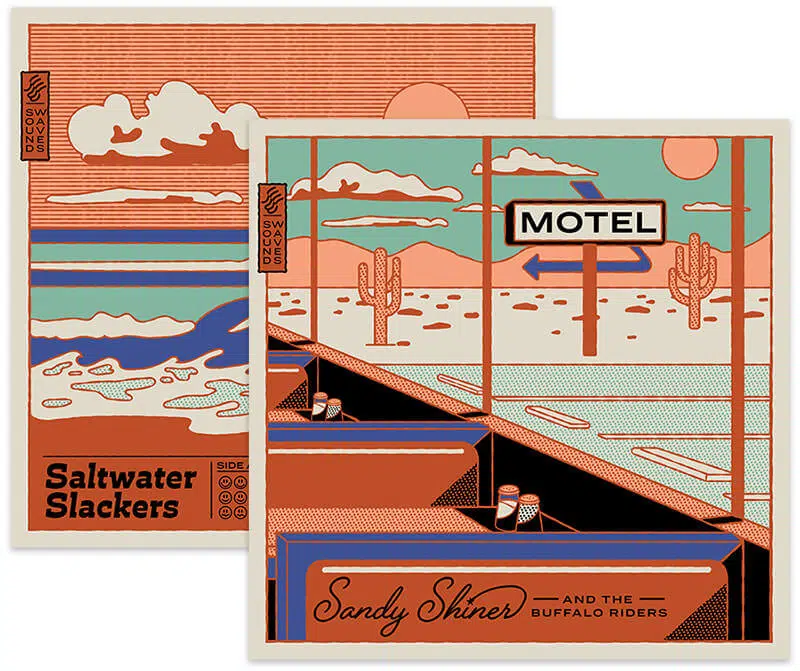 SOUND
WAVES
Saltwater
Slackers
SIDE A
SOUND
WAVES
MOTEL
Sandy Shiner
AND THE
BUFFALO RIDERS